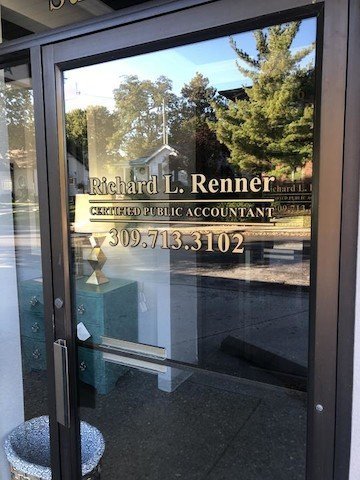 Richard L. Renner
CERTIFIED PUBLIC ACCOUNTANT
309.713.3102